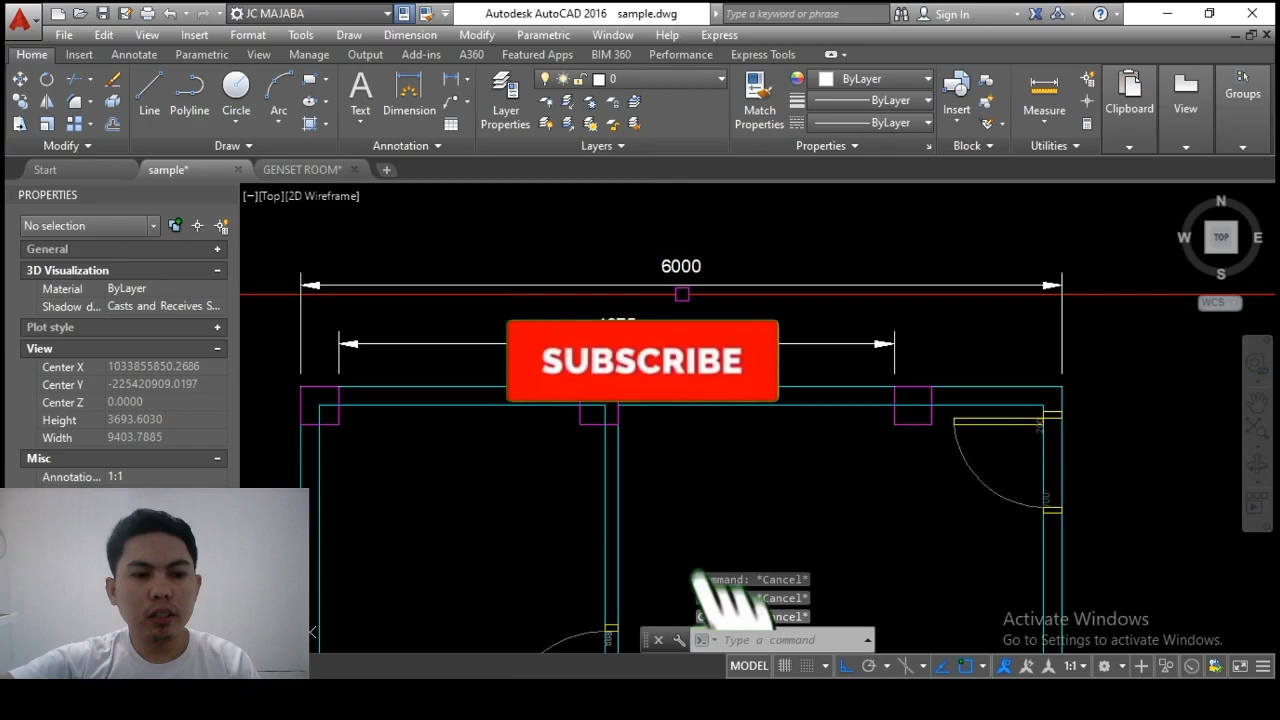 JC MAJABA
Autodesk AutoCAD 2016 sample.dwg
Type a keyword or phrase
Sign In
File Edit View Insert Format Tools Draw Dimension Modify Parametric Window Help Express
Home Insert Annotate Parametric View Manage Output Add-ins A360 Featured Apps BIM 360 Performance Express Tools
Line Polyline Circle Arc
Text Dimension
Layer Properties
0
Match Properties
ByLayer
ByLayer
ByLayer
Insert
Measure
Clipboard
View
Groups
Modify Draw Annotation Layers Properties Block Utilities
Start sample* GENSET ROOM*
PROPERTIES
No selection
General
3D Visualization
Material ByLayer
Shadow d... Casts and Receives S...
Plot style
View
Center X 1033855850.2686
Center Y -225420909.0197
Center Z 0.0000
Height 3693.6030
Width 9403.7885
Misc
Annotatio... 1:1
[−][Top][2D Wireframe]
N
W TOP E
S
WCS
6000
SUBSCRIBE
700
*Cancel*
*Cancel*
*Cancel*
Type a command
Activate Windows
Go to Settings to activate Windows.
MODEL
1:1